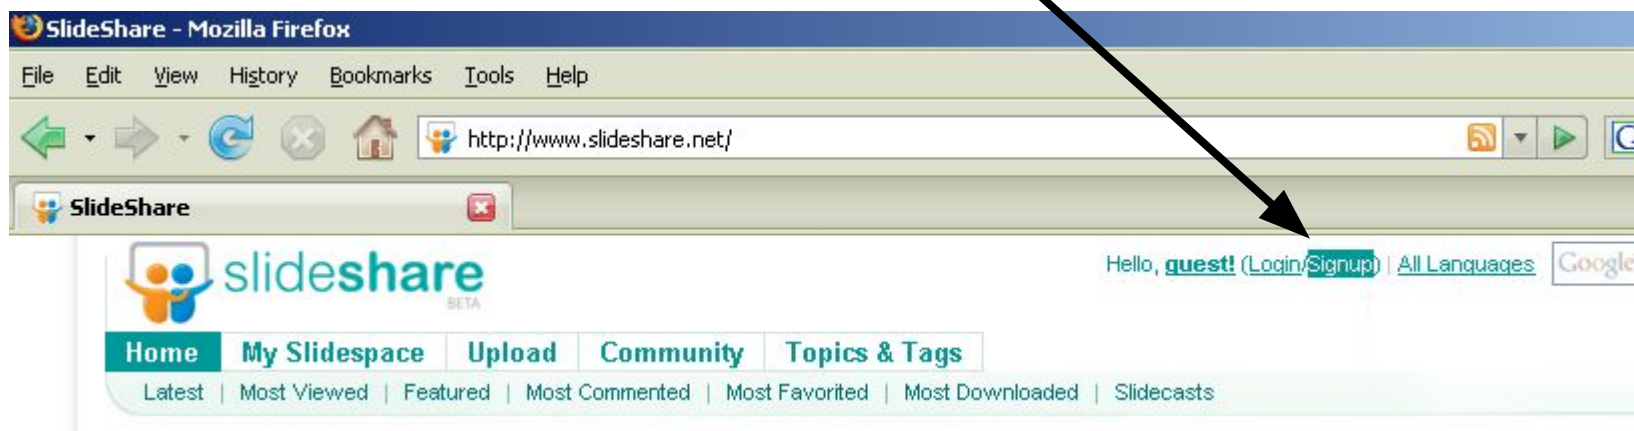 SlideShare - Mozilla Firefox
File Edit View History Bookmarks Tools Help
http://www.slideshare.net/
SlideShare
slideshare
BETA
Hello, guest! (Login/Signup) | All Languages Google
Home My Slidespace Upload Community Topics & Tags
Latest | Most Viewed | Featured | Most Commented | Most Favorited | Most Downloaded | Slidecasts